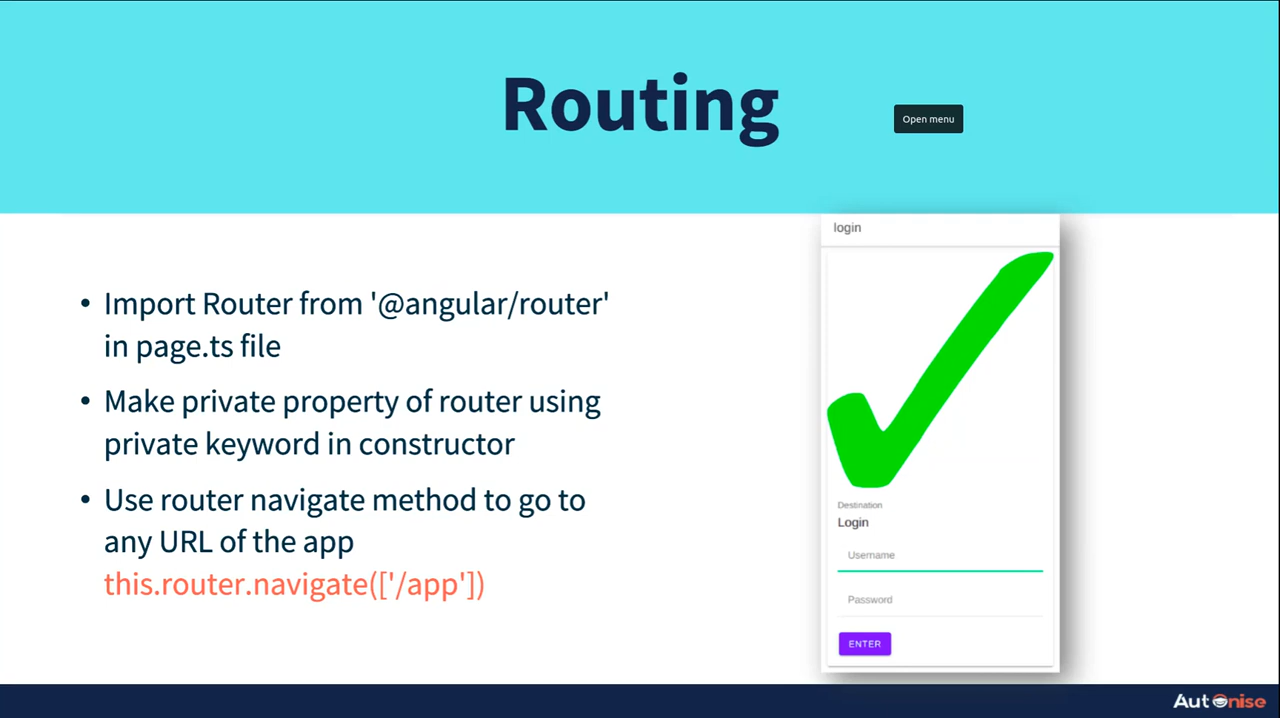 Routing
Open menu
• Import Router from '@angular/router'
in page.ts file
• Make private property of router using
private keyword in constructor
• Use router navigate method to go to
any URL of the app
this.router.navigate(['/app'])
login
Destination
Login
Username
Password
ENTER
Autonise